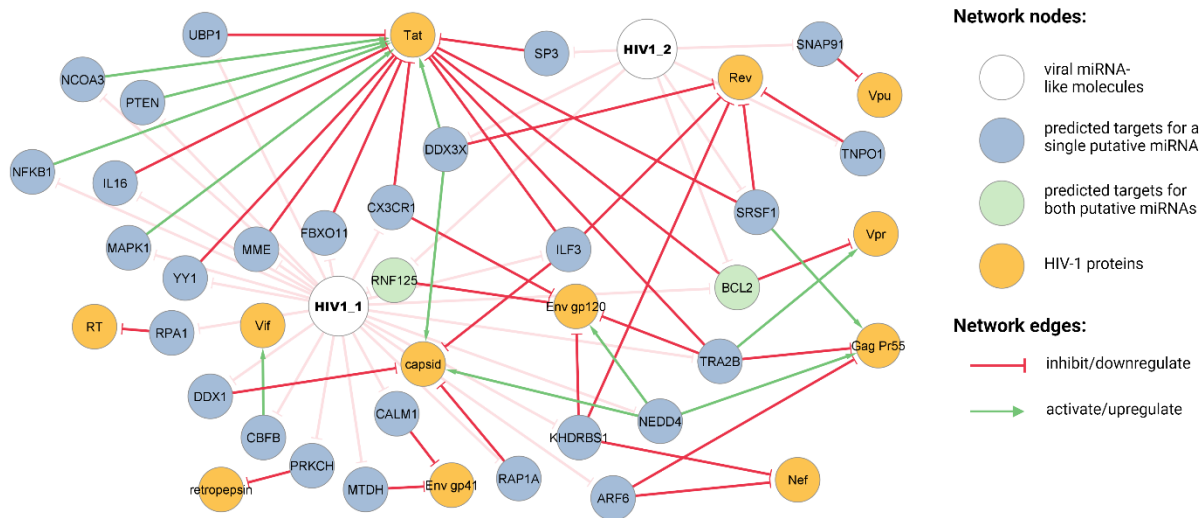 UBP1
Tat
SP3
HIV1_2
SNAP91
NCOA3
PTEN
Rev
Vpu
DDX3X
TNPO1
NFKB1
IL16
CX3CR1
SRSF1
MAPK1
YY1
MME
FBXO11
ILF3
Vpr
RNF125
BCL2
HIV1_1
Env gp120
RT
RPA1
Vif
capsid
TRA2B
Gag Pr55
DDX1
CALM1
CBFB
KHDRBS1
NEDD4
PRKCH
retropepsin
MTDH
Env gp41
RAP1A
ARF6
Nef
Network nodes:
viral miRNA-
like molecules
predicted targets for a
single putative miRNA
predicted targets for
both putative miRNAs
HIV-1 proteins
Network edges:
inhibit/downregulate
activate/upregulate